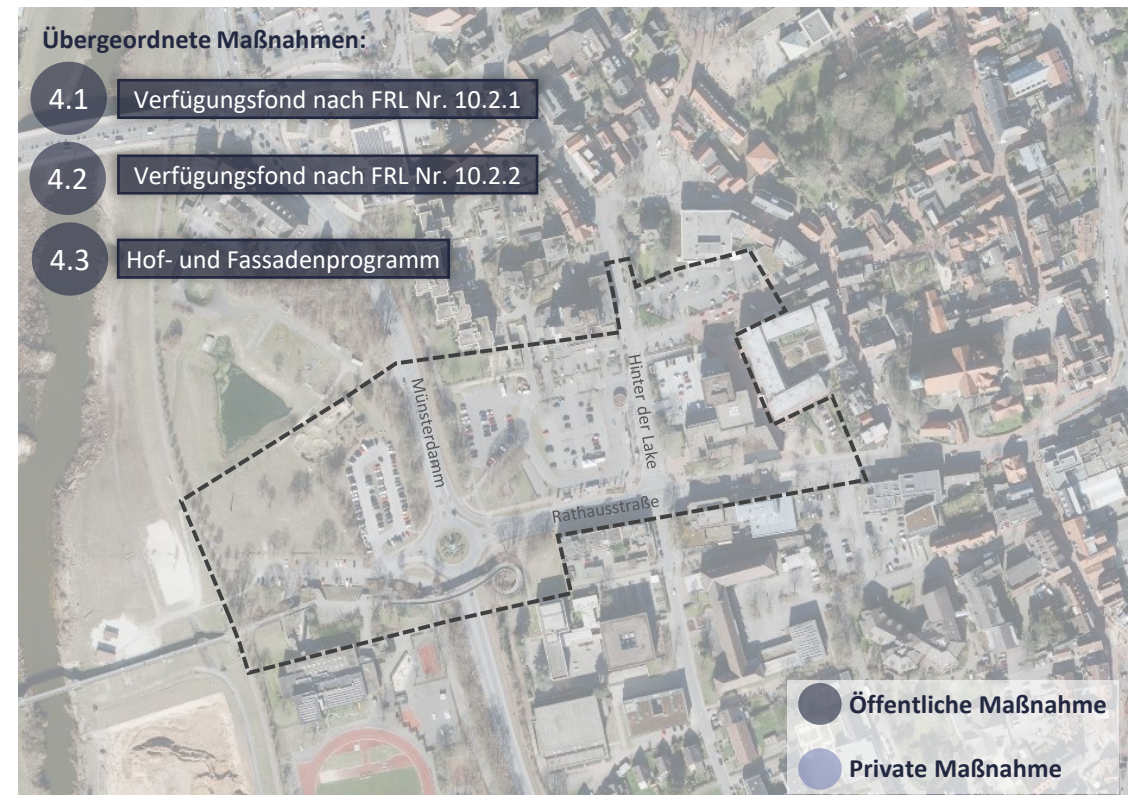 Übergeordnete Maßnahmen:
4.1 Verfügungsfond nach FRL Nr. 10.2.1
4.2 Verfügungsfond nach FRL Nr. 10.2.2
4.3 Hof- und Fassadenprogramm
Münsterdamm
Hinter der Lake
Rathausstraße
Öffentliche Maßnahme
Private Maßnahme